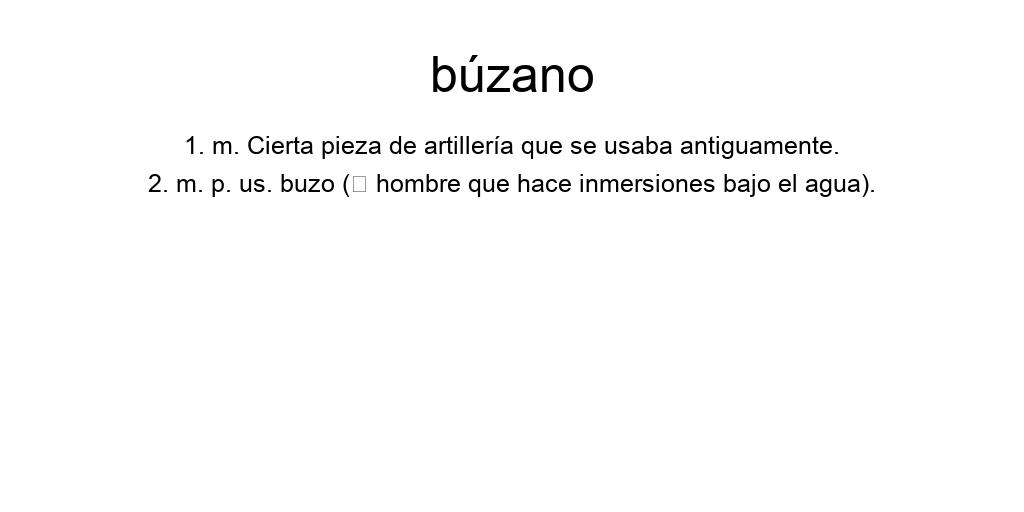 búzano
1. m. Cierta pieza de artillería que se usaba antiguamente.
2. m. p. us. buzo (□ hombre que hace inmersiones bajo el agua).